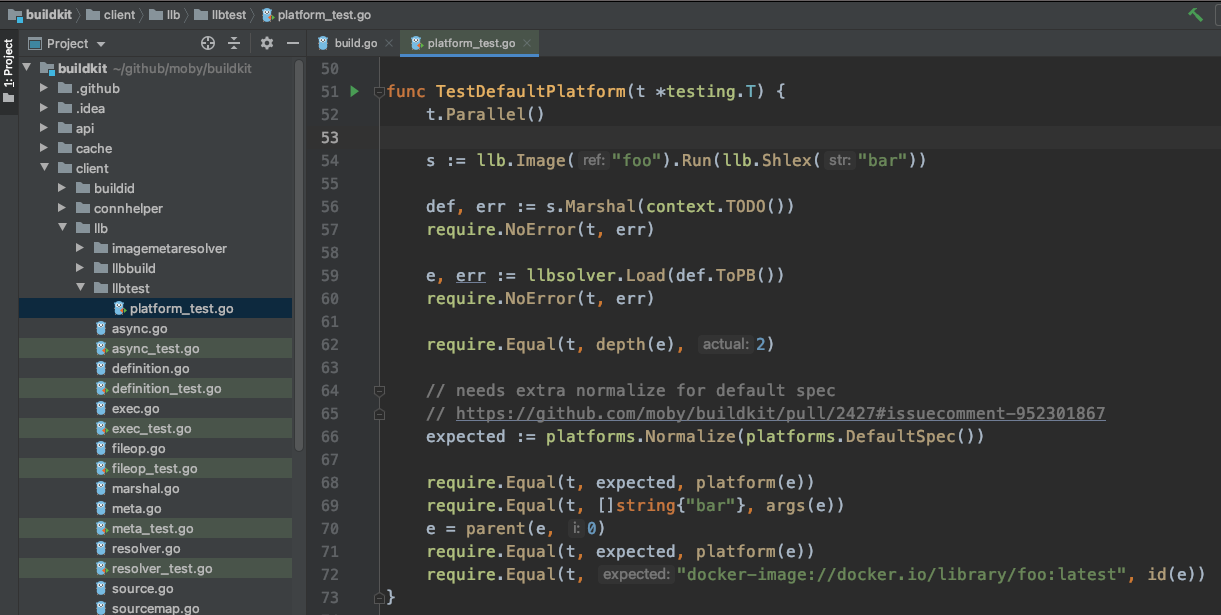 buildkit client llb llbtest platform_test.go
1: Project
Project
buildkit ~/github/moby/buildkit
.github
.idea
api
cache
client
buildid
connhelper
llb
imagemetaresolver
llbbuild
llbtest
platform_test.go
async.go
async_test.go
definition.go
definition_test.go
exec.go
exec_test.go
fileop.go
fileop_test.go
marshal.go
meta.go
meta_test.go
resolver.go
resolver_test.go
source.go
sourcemap.go
build.go platform_test.go
50
51 func TestDefaultPlatform(t *testing.T) {
52 t.Parallel()
53
54 s := llb.Image( ref: "foo").Run(llb.Shlex( str: "bar"))
55
56 def, err := s.Marshal(context.TODO())
57 require.NoError(t, err)
58
59 e, err := llbsolver.Load(def.ToPB())
60 require.NoError(t, err)
61
62 require.Equal(t, depth(e), actual: 2)
63
64 // needs extra normalize for default spec
65 // https://github.com/moby/buildkit/pull/2427#issuecomment-952301867
66 expected := platforms.Normalize(platforms.DefaultSpec())
67
68 require.Equal(t, expected, platform(e))
69 require.Equal(t, []string{"bar"}, args(e))
70 e = parent(e, i: 0)
71 require.Equal(t, expected, platform(e))
72 require.Equal(t, expected: "docker-image://docker.io/library/foo:latest", id(e))
73 }